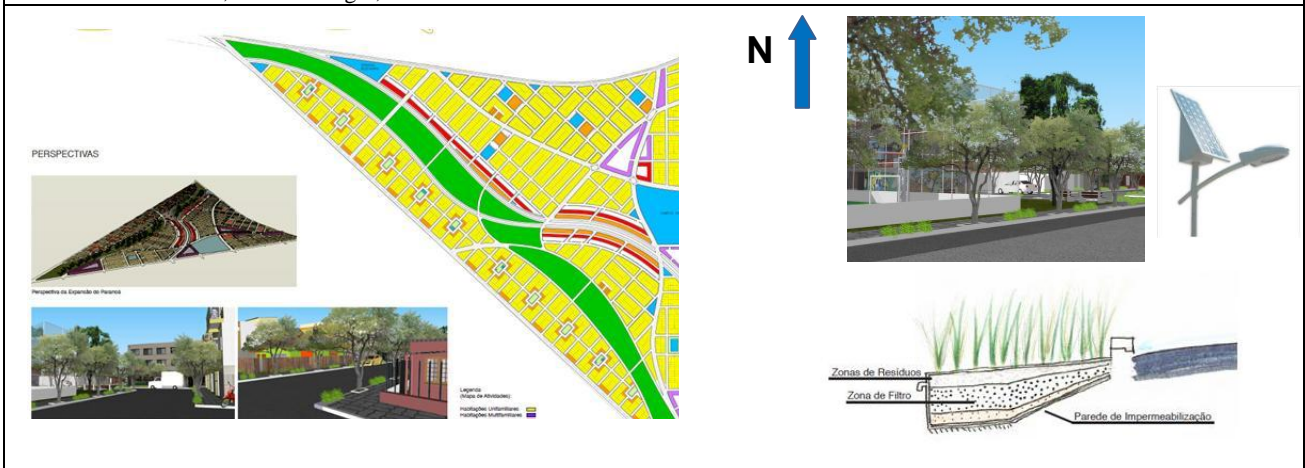 PERSPECTIVAS
Perspectiva da Expansão do Paranoá
Legenda
(Mapa de Atividades)
Habitações Unifamiliares
Habitações Multifamiliares
N
Zonas de Resíduos
Zona de Filtro
Parede de Impermeabilização